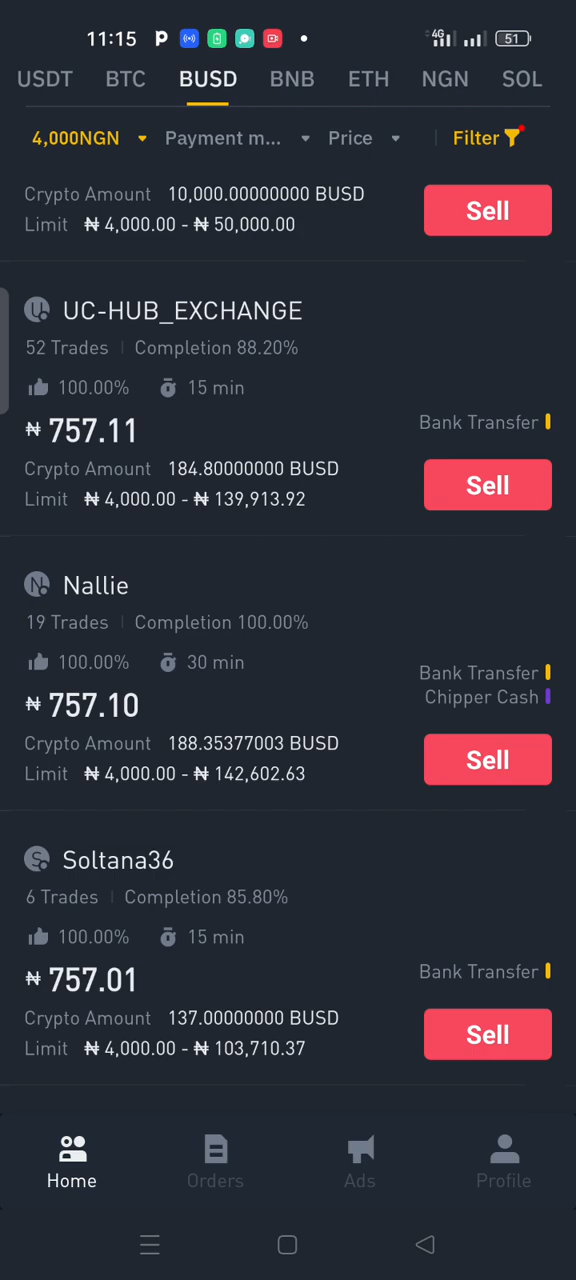 11:15 4G 51
USDT BTC BUSD BNB ETH NGN SOL
4,000NGN Payment m... Price Filter
Crypto Amount 10,000.00000000 BUSD
Limit ₦ 4,000.00 - ₦ 50,000.00
Sell
UC-HUB_EXCHANGE
52 Trades Completion 88.20%
100.00% 15 min
₦ 757.11
Bank Transfer
Crypto Amount 184.80000000 BUSD
Limit ₦ 4,000.00 - ₦ 139,913.92
Sell
N Nallie
19 Trades Completion 100.00%
100.00% 30 min
Bank Transfer
Chipper Cash
₦ 757.10
Crypto Amount 188.35377003 BUSD
Limit ₦ 4,000.00 - ₦ 142,602.63
Sell
S Soltana36
6 Trades Completion 85.80%
100.00% 15 min
₦ 757.01
Bank Transfer
Crypto Amount 137.00000000 BUSD
Limit ₦ 4,000.00 - ₦ 103,710.37
Sell
Home Orders Ads Profile